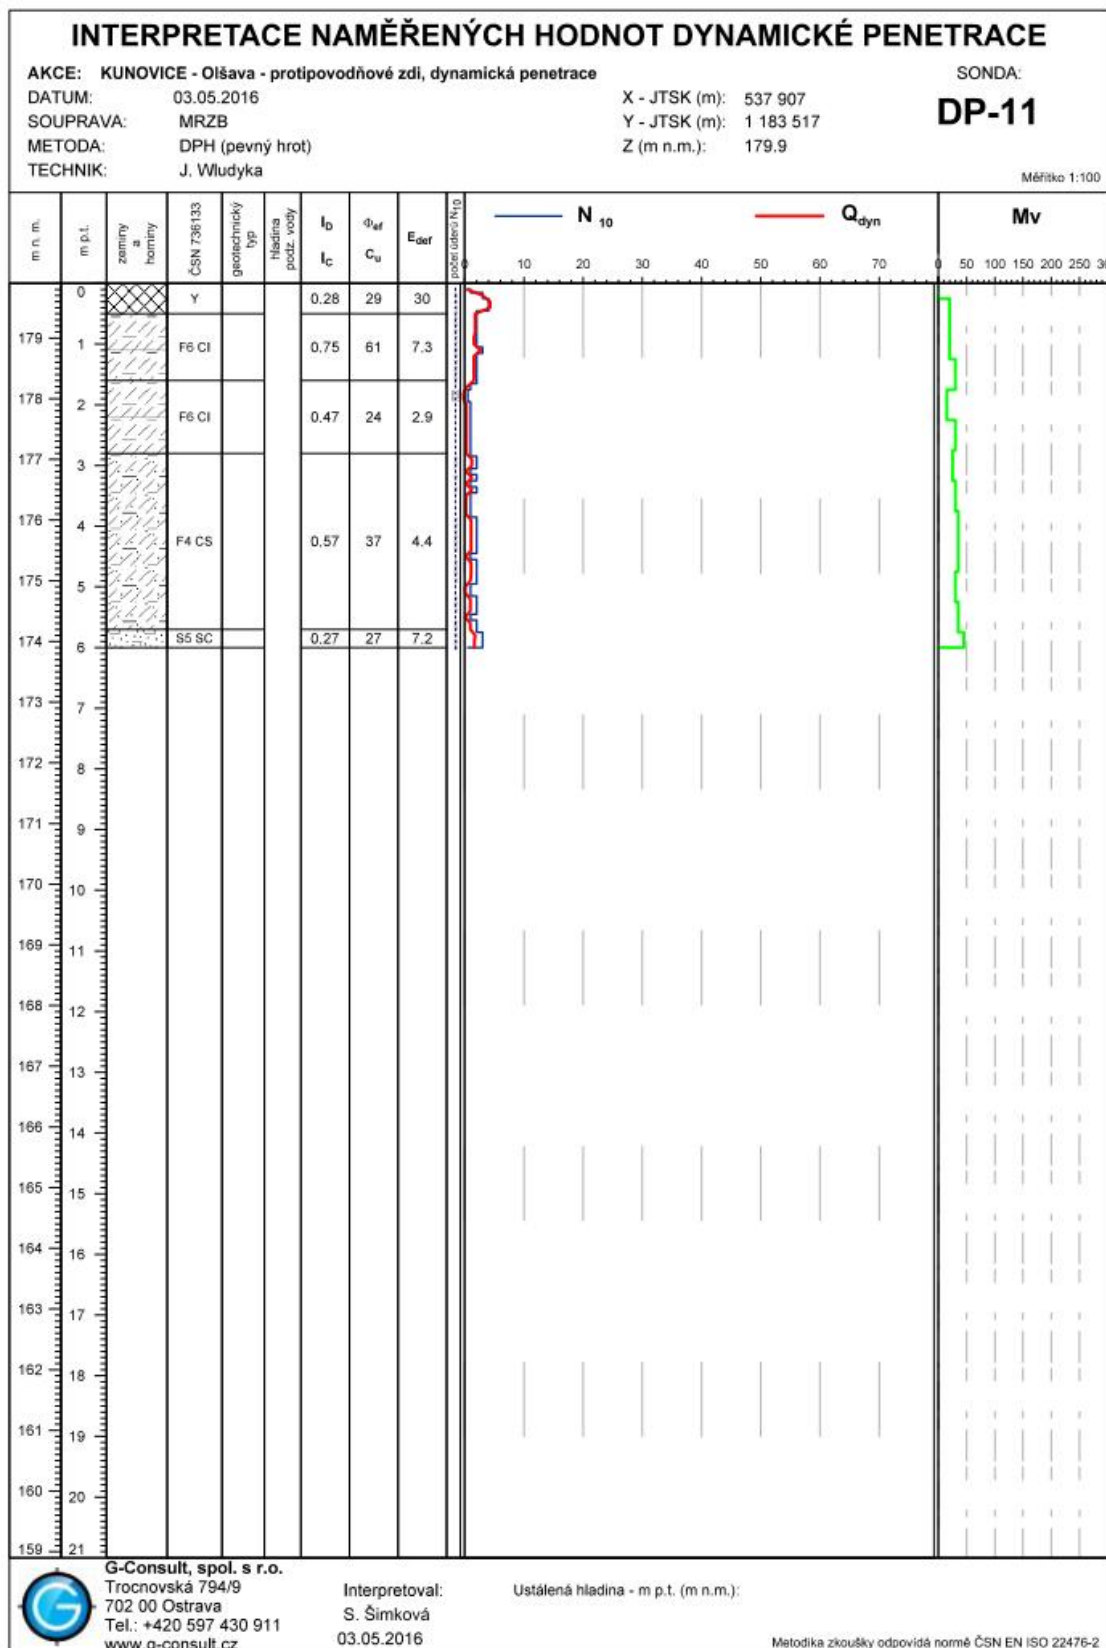 INTERPRETACE NAMĚŘENÝCH HODNOT DYNAMICKÉ PENETRACE
AKCE: KUNOVICE - Olšava - protipovodňové zdi, dynamická penetrace
SONDA:
DATUM: 03.05.2016
X - JTSK (m): 537 907
DP-11
SOUPRAVA: MRZB
Y - JTSK (m): 1 183 517
METODA: DPH (pevný hrot)
Z (m n.m.): 179.9
TECHNIK: J. Wludyka
Měřítko 1:100
m n. m.
m p.t.
zeminy a horniny
ČSN 736133
geotechnický typ
hladina podz. vody
ID IC
Φef Cu
Edef
počet úderů N10
N 10
Qdyn
Mv
0 10 20 30 40 50 60 70
0 50 100 150 200 250
0 Y 0.28 29 30
179 1 F6 CI 0.75 61 7.3
178 2 F6 CI 0.47 24 2.9
177 3
176 4 F4 CS 0.57 37 4.4
175 5
174 6 S5 SC 0.27 27 7.2
173 7
172 8
171 9
170 10
169 11
168 12
167 13
166 14
165 15
164 16
163 17
162 18
161 19
160 20
159 21
G-Consult, spol. s r.o.
Trocnovská 794/9
702 00 Ostrava
Tel.: +420 597 430 911
www.g-consult.cz
Interpretoval:
S. Šimková
03.05.2016
Ustálená hladina - m p.t. (m n.m.):
Metodika zkoušky odpovídá normě ČSN EN ISO 22476-2
G